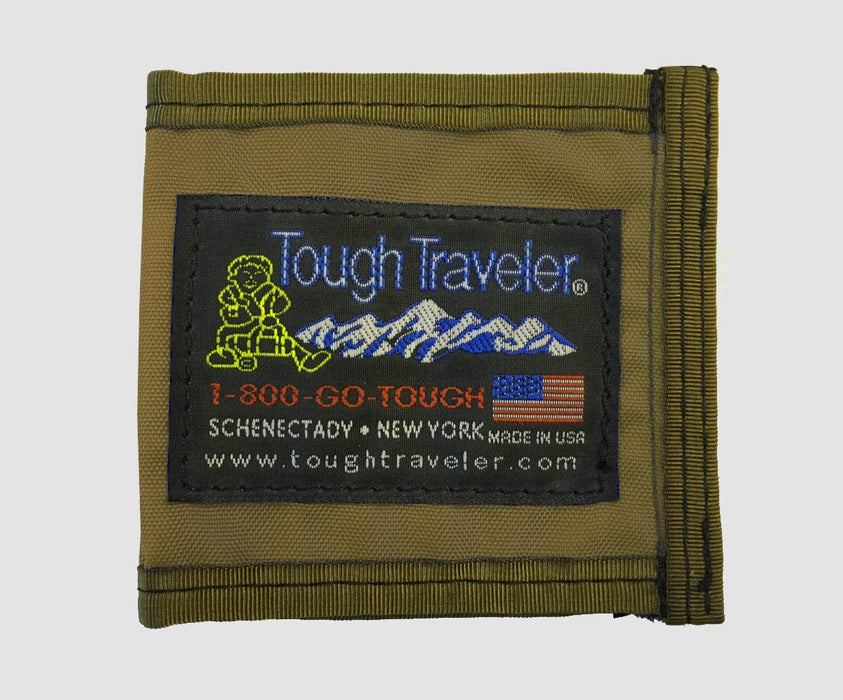 Tough Traveler®
1-800-GO-TOUGH
SCHENECTADY • NEW YORK MADE IN USA
www.toughtraveler.com